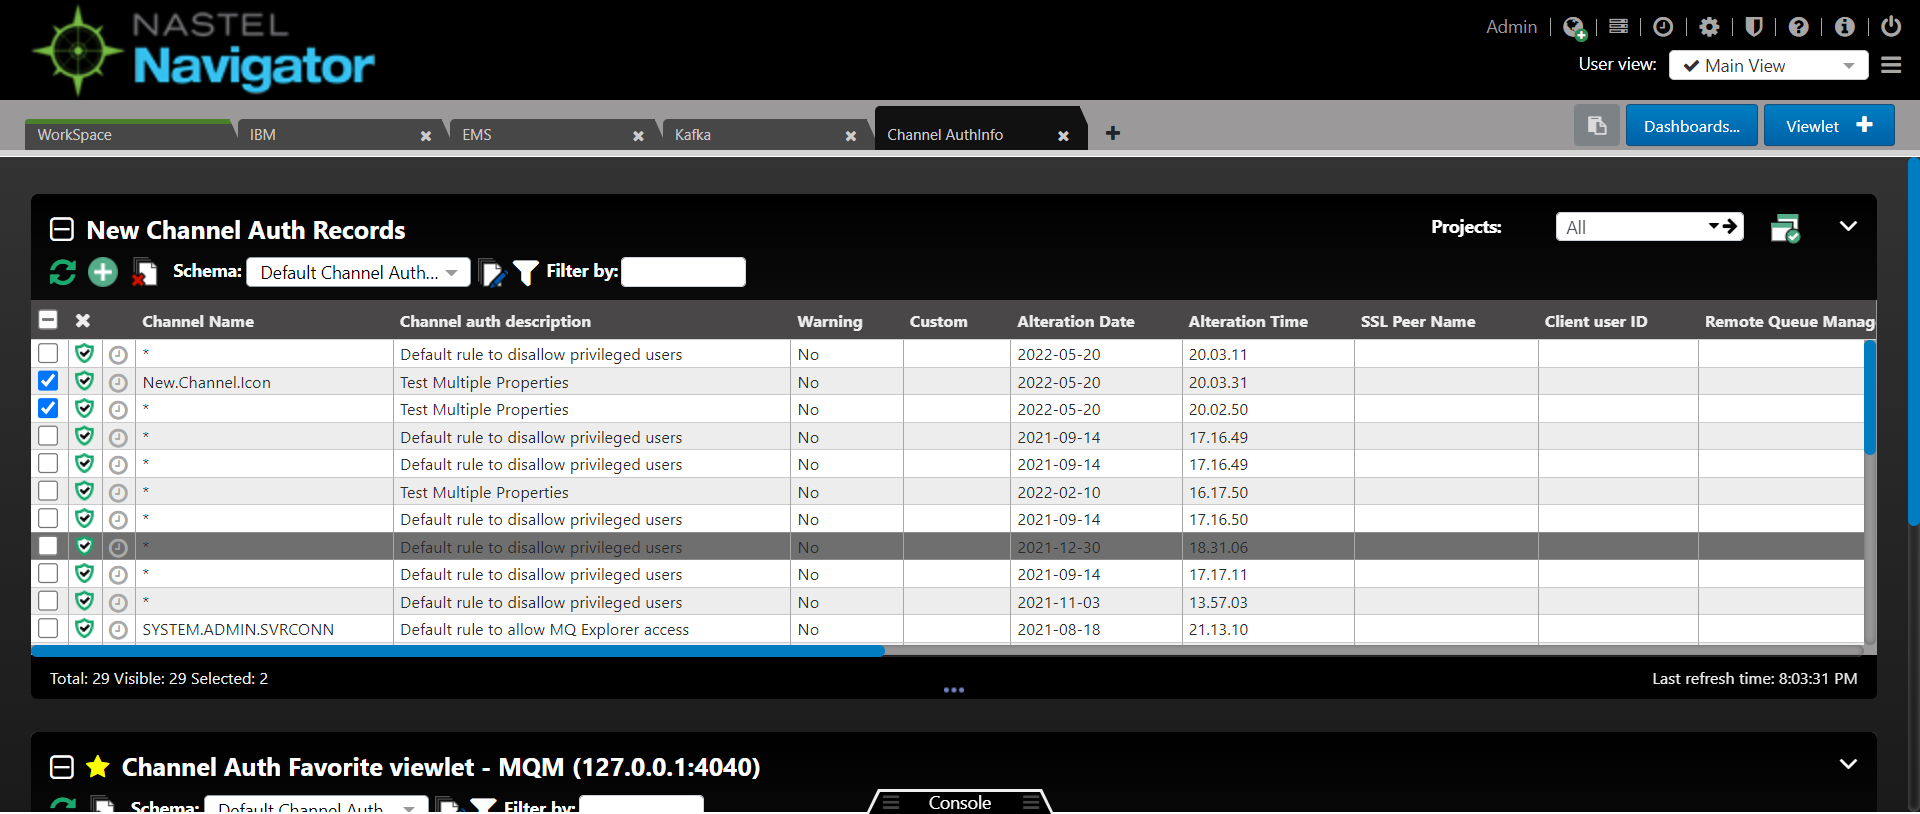 NASTEL
Navigator
Admin
User view: Main View
WorkSpace IBM EMS Kafka Channel AuthInfo
Dashboards... Viewlet
New Channel Auth Records
Projects: All
Schema: Default Channel Auth... Filter by:
Channel Name Channel auth description Warning Custom Alteration Date Alteration Time SSL Peer Name Client user ID Remote Queue Manag
* Default rule to disallow privileged users No 2022-05-20 20.03.11
New.Channel.Icon Test Multiple Properties No 2022-05-20 20.03.31
* Test Multiple Properties No 2022-05-20 20.02.50
* Default rule to disallow privileged users No 2021-09-14 17.16.49
* Default rule to disallow privileged users No 2021-09-14 17.16.49
* Test Multiple Properties No 2022-02-10 16.17.50
* Default rule to disallow privileged users No 2021-09-14 17.16.50
* Default rule to disallow privileged users No 2021-12-30 18.31.06
* Default rule to disallow privileged users No 2021-09-14 17.17.11
* Default rule to disallow privileged users No 2021-11-03 13.57.03
SYSTEM.ADMIN.SVRCONN Default rule to allow MQ Explorer access No 2021-08-18 21.13.10
Total: 29 Visible: 29 Selected: 2
Last refresh time: 8:03:31 PM
Channel Auth Favorite viewlet - MQM (127.0.0.1:4040)
Schema: Default Channel Auth Filter by:
Console